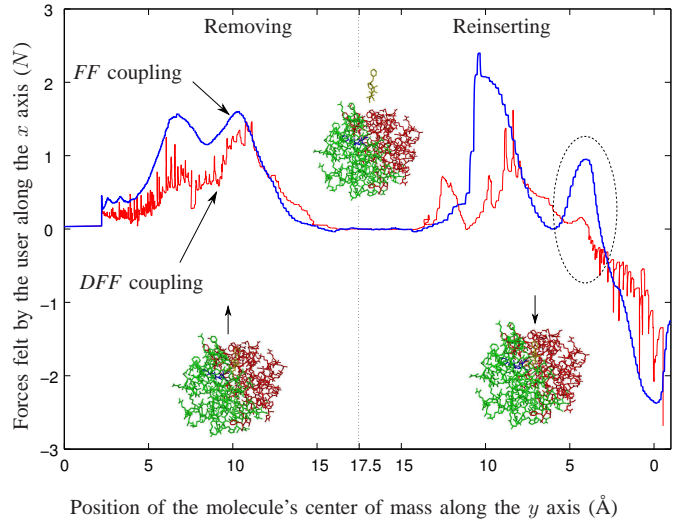 Removing
Reinserting
FF coupling
DFF coupling
Forces felt by the user along the x axis (N)
3
2
1
0
−1
−2
−3
0 5 10 15 17.5 15 10 5 0
Position of the molecule's center of mass along the y axis (Å)